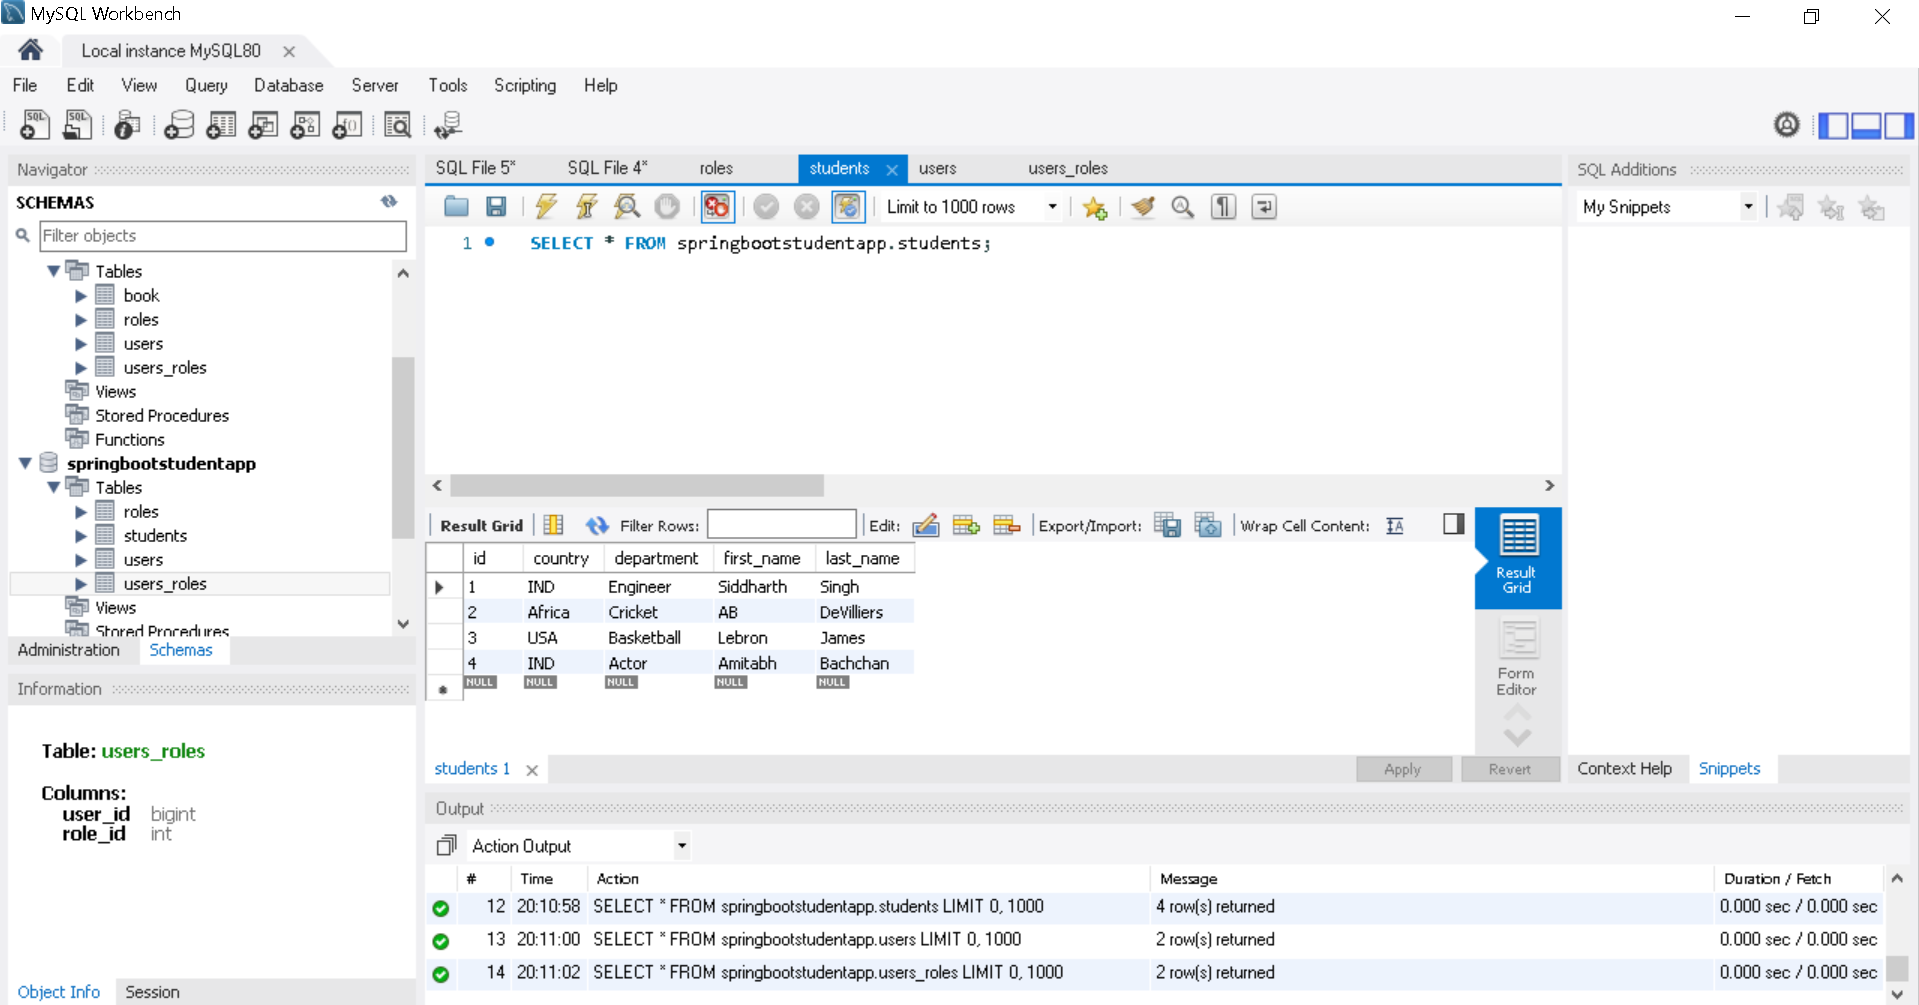 MySQL Workbench
Local instance MySQL80
File Edit View Query Database Server Tools Scripting Help
Navigator
SCHEMAS
Filter objects
Tables
book
roles
users
users_roles
Views
Stored Procedures
Functions
springbootstudentapp
Tables
roles
students
users
users_roles
Views
Stored Procedures
Administration Schemas
Information
Table: users_roles
Columns:
user_id bigint
role_id int
Object Info Session
SQL File 5* SQL File 4* roles students users users_roles
Limit to 1000 rows
1 SELECT * FROM springbootstudentapp.students;
Result Grid Filter Rows: Edit: Export/Import: Wrap Cell Content:
id country department first_name last_name
1 IND Engineer Siddharth Singh
2 Africa Cricket AB DeVilliers
3 USA Basketball Lebron James
4 IND Actor Amitabh Bachchan
NULL NULL NULL NULL NULL
Result
Grid
Form
Editor
students 1
Apply Revert
SQL Additions
My Snippets
Context Help Snippets
Output
Action Output
# Time Action Message Duration / Fetch
12 20:10:58 SELECT * FROM springbootstudentapp.students LIMIT 0, 1000 4 row(s) returned 0.000 sec / 0.000 sec
13 20:11:00 SELECT * FROM springbootstudentapp.users LIMIT 0, 1000 2 row(s) returned 0.000 sec / 0.000 sec
14 20:11:02 SELECT * FROM springbootstudentapp.users_roles LIMIT 0, 1000 2 row(s) returned 0.000 sec / 0.000 sec